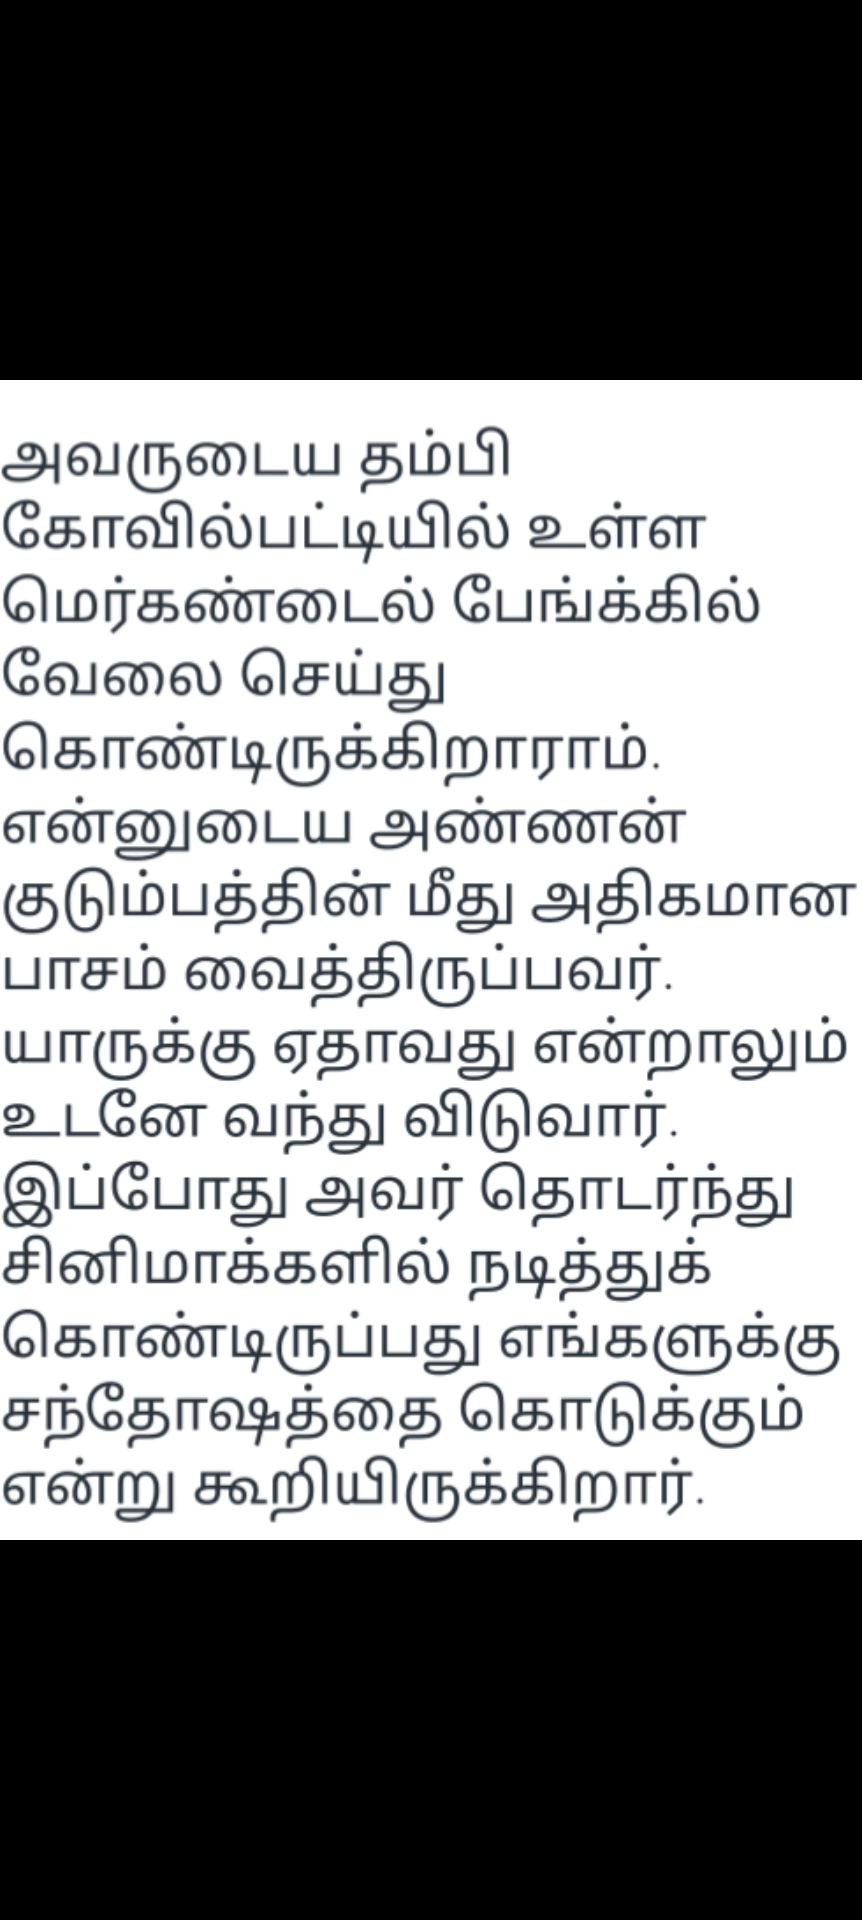 அவருடைய தம்பி
கோவில்பட்டியில் உள்ள
மெர்கண்டைல் பேங்க்கில்
வேலை செய்து
கொண்டிருக்கிறாராம்.
என்னுடைய அண்ணன்
குடும்பத்தின் மீது அதிகமான
பாசம் வைத்திருப்பவர்.
யாருக்கு ஏதாவது என்றாலும்
உடனே வந்து விடுவார்.
இப்போது அவர் தொடர்ந்து
சினிமாக்களில் நடித்துக்
கொண்டிருப்பது எங்களுக்கு
சந்தோஷத்தை கொடுக்கும்
என்று கூறியிருக்கிறார்.